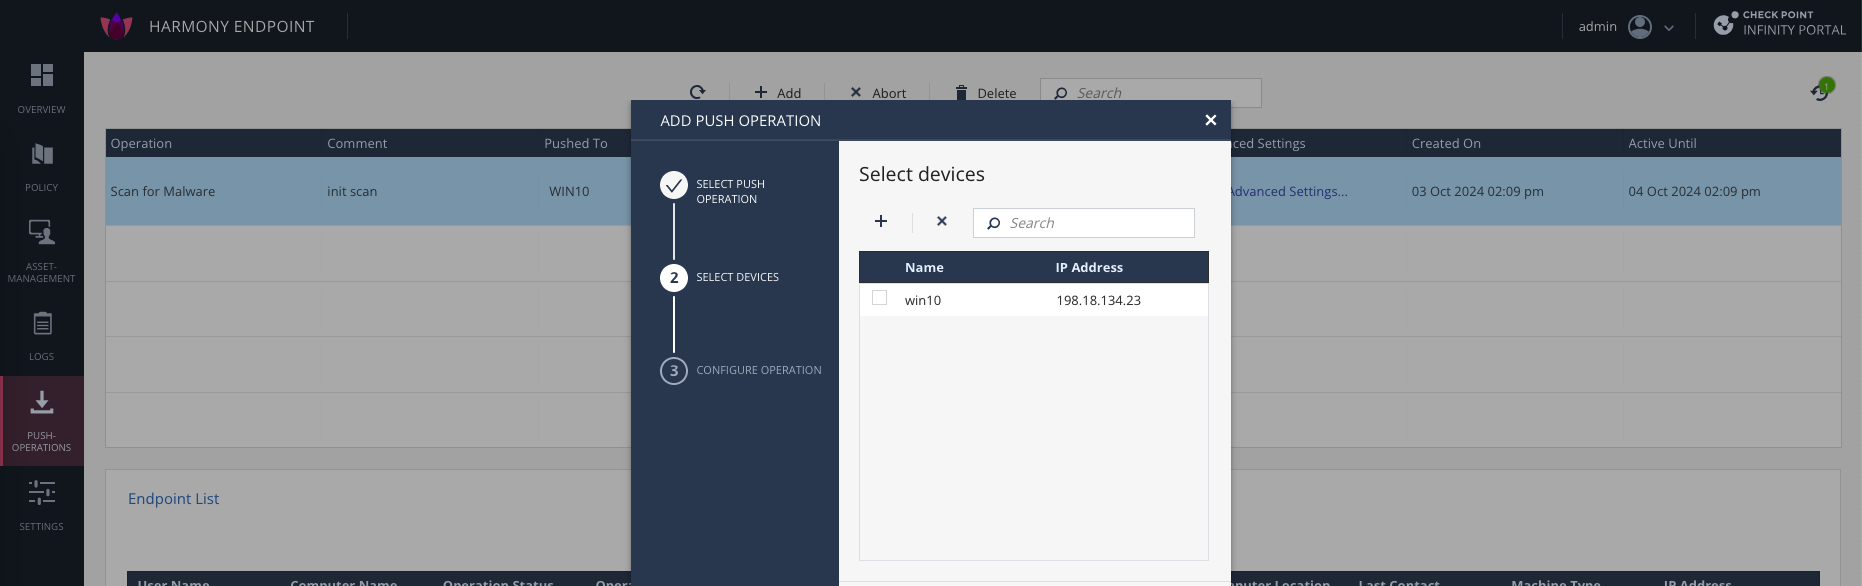 HARMONY ENDPOINT
admin
CHECK POINT
INFINITY PORTAL
OVERVIEW
POLICY
ASSET-
MANAGEMENT
LOGS
PUSH-
OPERATIONS
SETTINGS
Add Abort Delete Search
1
Operation Comment Pushed To ced Settings Created On Active Until
Scan for Malware init scan WIN10 Advanced Settings... 03 Oct 2024 02:09 pm 04 Oct 2024 02:09 pm
ADD PUSH OPERATION
SELECT PUSH
OPERATION
2 SELECT DEVICES
3 CONFIGURE OPERATION
Select devices
Search
Name IP Address
win10 198.18.134.23
Endpoint List
User Name Computer Name Operation Status Opera puter Location Last Contact Machine Type IP Address